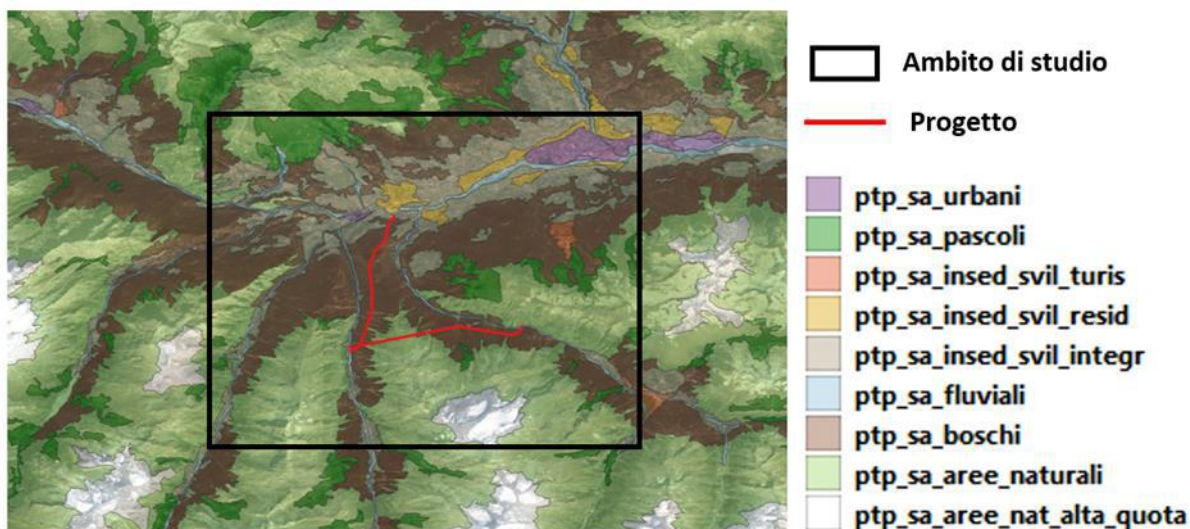 Ambito di studio
Progetto
ptp_sa_urbani
ptp_sa_pascoli
ptp_sa_insed_svil_turis
ptp_sa_insed_svil_resid
ptp_sa_insed_svil_integr
ptp_sa_fluviali
ptp_sa_boschi
ptp_sa_aree_naturali
ptp_sa_aree_nat_alta_quota